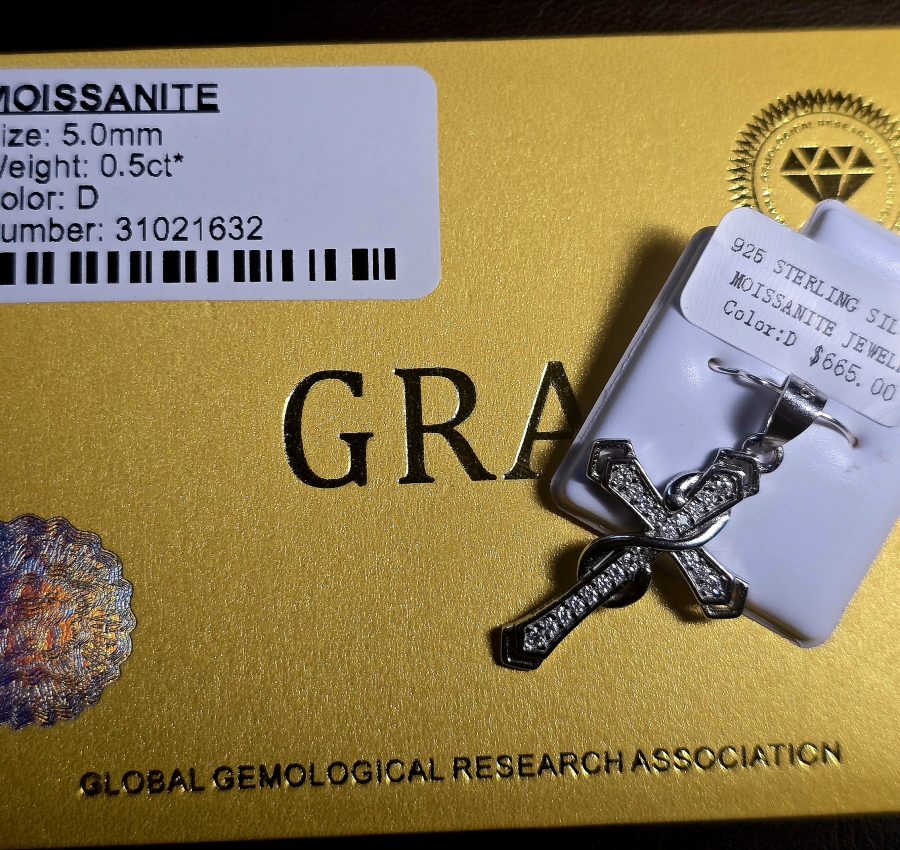 MOISSANITE
ize: 5.0mm
Weight: 0.5ct*
olor: D
umber: 31021632
925 STERLING SIL
MOISSANITE JEWEL
Color:D $665.00
GRA
GLOBAL GEMOLOGICAL RESEARCH ASSOCIATION